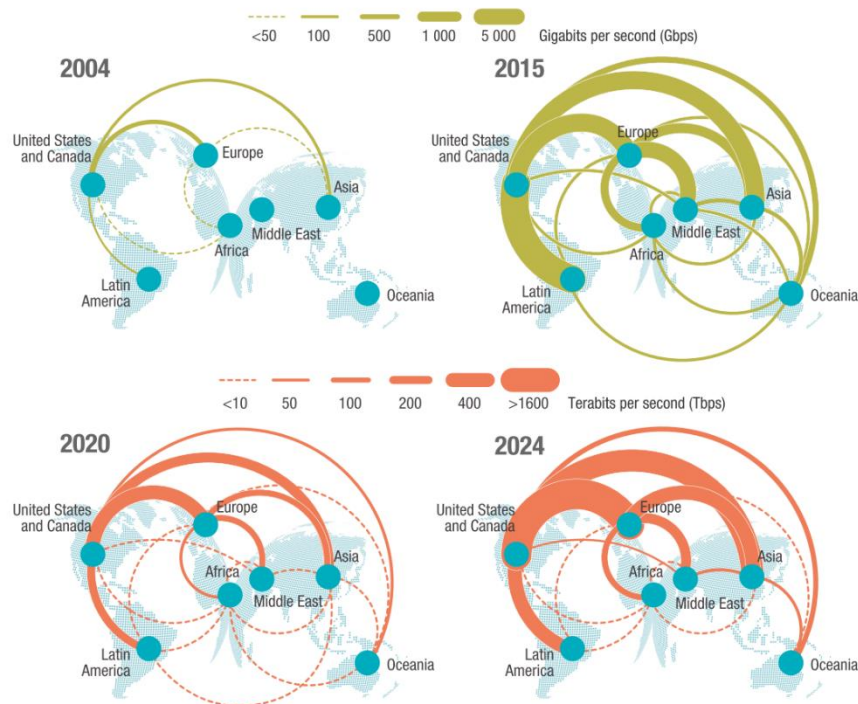 <50 100 500 1 000 5 000 Gigabits per second (Gbps)
2004
United States
and Canada
Europe
Asia
Africa
Middle East
Latin
America
Oceania
2015
United States
and Canada
Europe
Asia
Africa
Middle East
Latin
America
Oceania
<10 50 100 200 400 >1600 Terabits per second (Tbps)
2020
United States
and Canada
Europe
Asia
Africa
Middle East
Latin
America
Oceania
2024
United States
and Canada
Europe
Asia
Africa
Middle East
Latin
America
Oceania